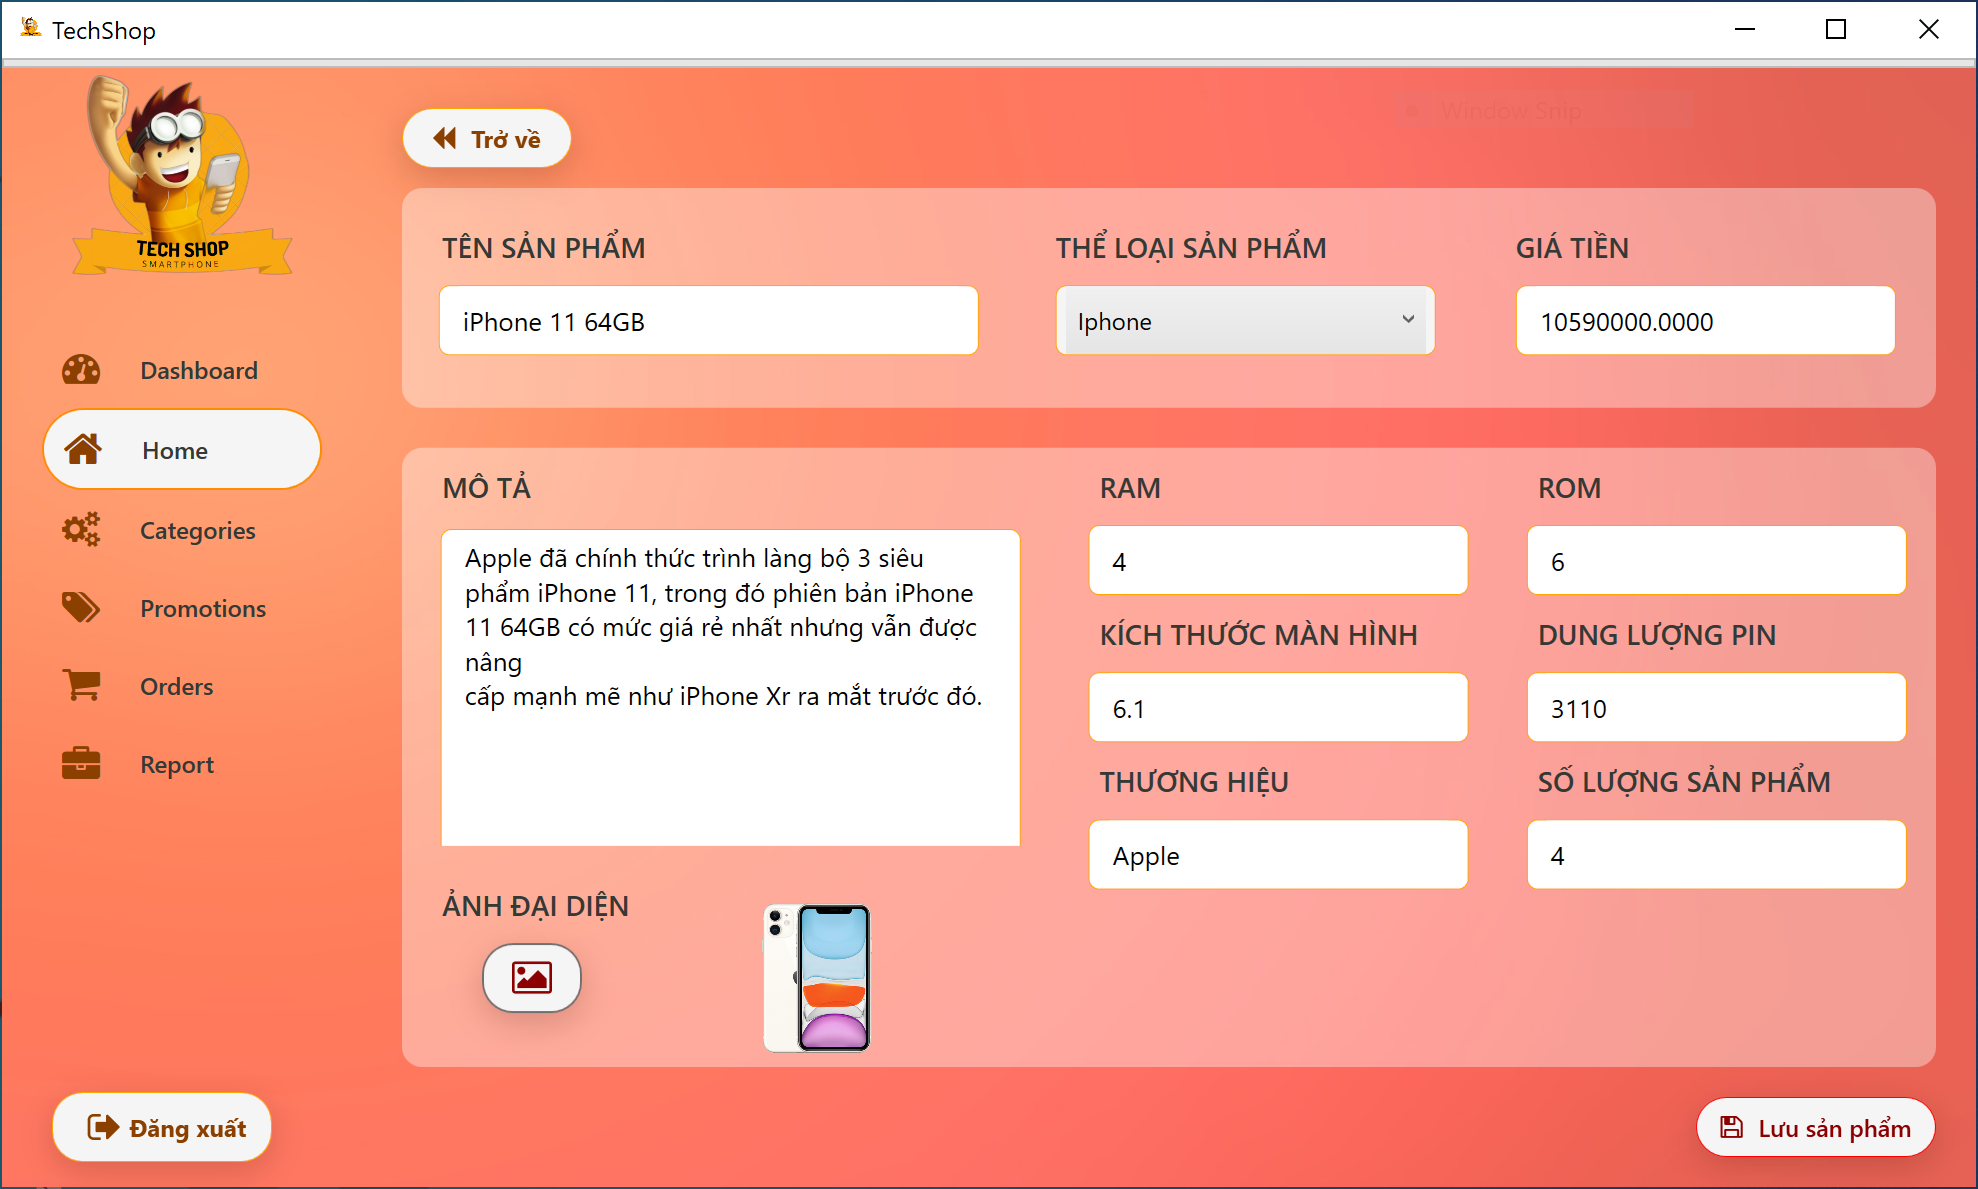 TechShop
Window Snip
TECH SHOP
SMARTPHONE
Trở về
TÊN SẢN PHẨM
THỂ LOẠI SẢN PHẨM
GIÁ TIỀN
iPhone 11 64GB
Iphone
10590000.0000
Dashboard
Home
Categories
Promotions
Orders
Report
MÔ TẢ
Apple đã chính thức trình làng bộ 3 siêu
phẩm iPhone 11, trong đó phiên bản iPhone
11 64GB có mức giá rẻ nhất nhưng vẫn được
nâng
cấp mạnh mẽ như iPhone Xr ra mắt trước đó.
RAM
ROM
4
6
KÍCH THƯỚC MÀN HÌNH
DUNG LƯỢNG PIN
6.1
3110
THƯƠNG HIỆU
SỐ LƯỢNG SẢN PHẨM
Apple
4
ẢNH ĐẠI DIỆN
Đăng xuất
Lưu sản phẩm